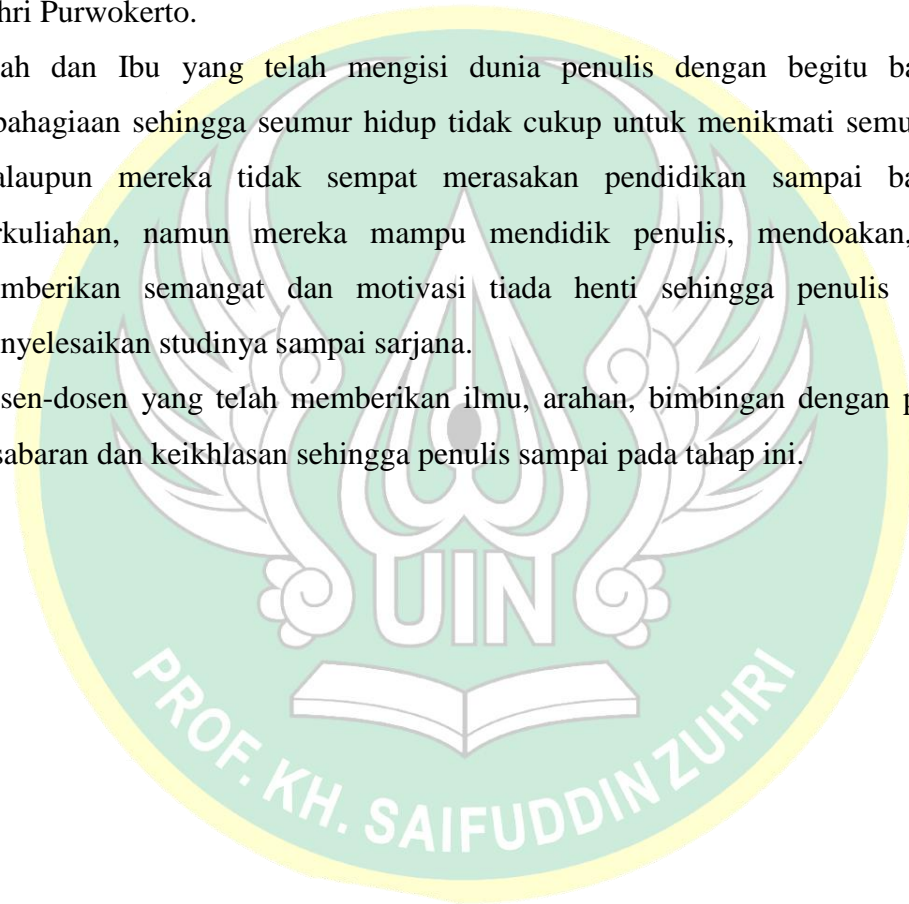 hri Purwokerto.
ah dan Ibu yang telah mengisi dunia penulis dengan begitu ba
bahagiaan sehingga seumur hidup tidak cukup untuk menikmati semu
alaupun mereka tidak sempat merasakan pendidikan sampai ba
rkuliahan, namun mereka mampu mendidik penulis, mendoakan,
mberikan semangat dan motivasi tiada henti sehingga penulis
nyelesaikan studinya sampai sarjana.
sen-dosen yang telah memberikan ilmu, arahan, bimbingan dengan p
sabaran dan keikhlasan sehingga penulis sampai pada tahap ini.
UIN
PROF. KH. SAIFUDDIN ZUHRI